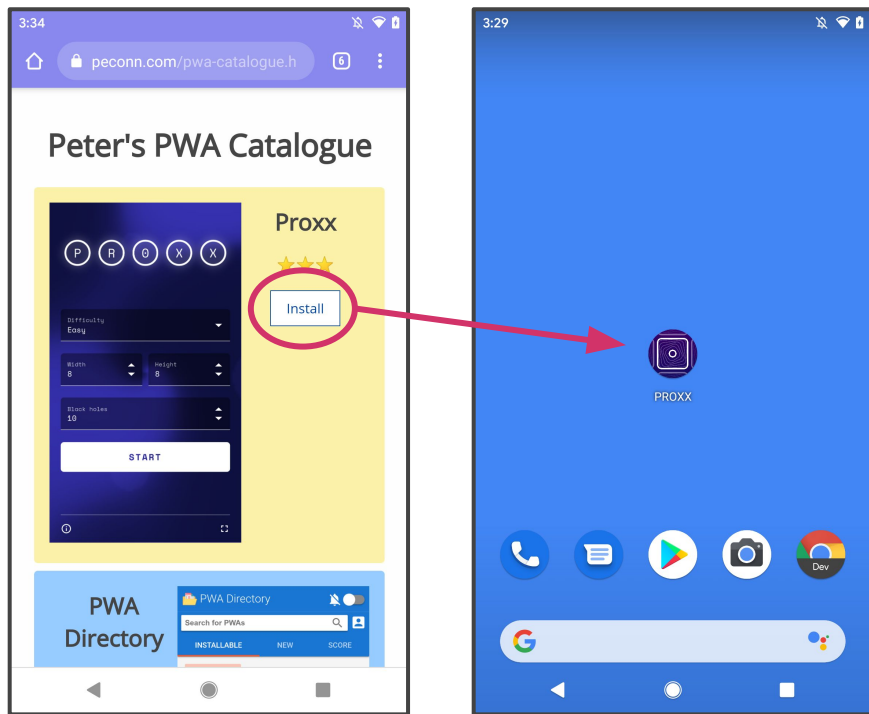 3:34
peconn.com/pwa-catalogue.h
6
Peter's PWA Catalogue
Proxx
Install
P R 0 X X
Difficulty
Easy
Width
8
Height
8
Black holes
10
START
PWA
Directory
PWA Directory
Search for PWAs
INSTALLABLE NEW SCORE
3:29
PROXX
Dev
G